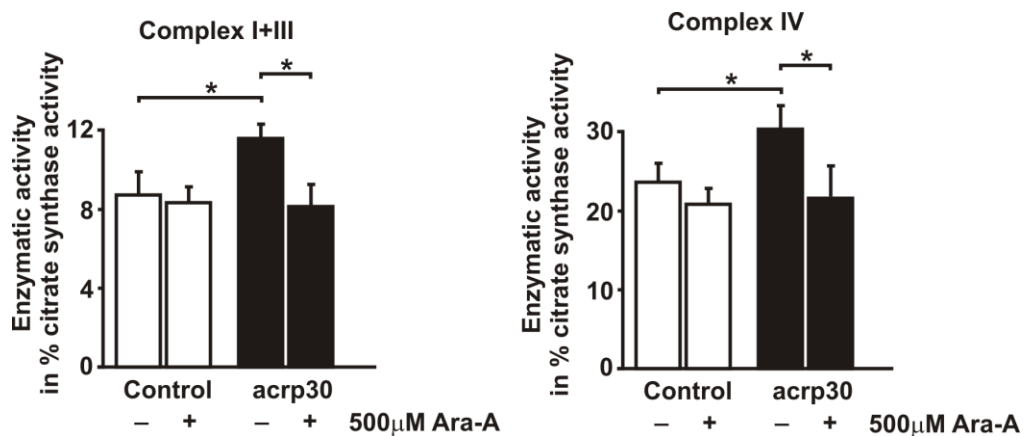 Complex I+III
*
*
Enzymatic activity
in % citrate synthase activity
12
8
4
0
Control
acrp30
– + – + 500µM Ara-A
Complex IV
*
*
Enzymatic activity
in % citrate synthase activity
30
20
10
0
Control
acrp30
– + – + 500µM Ara-A